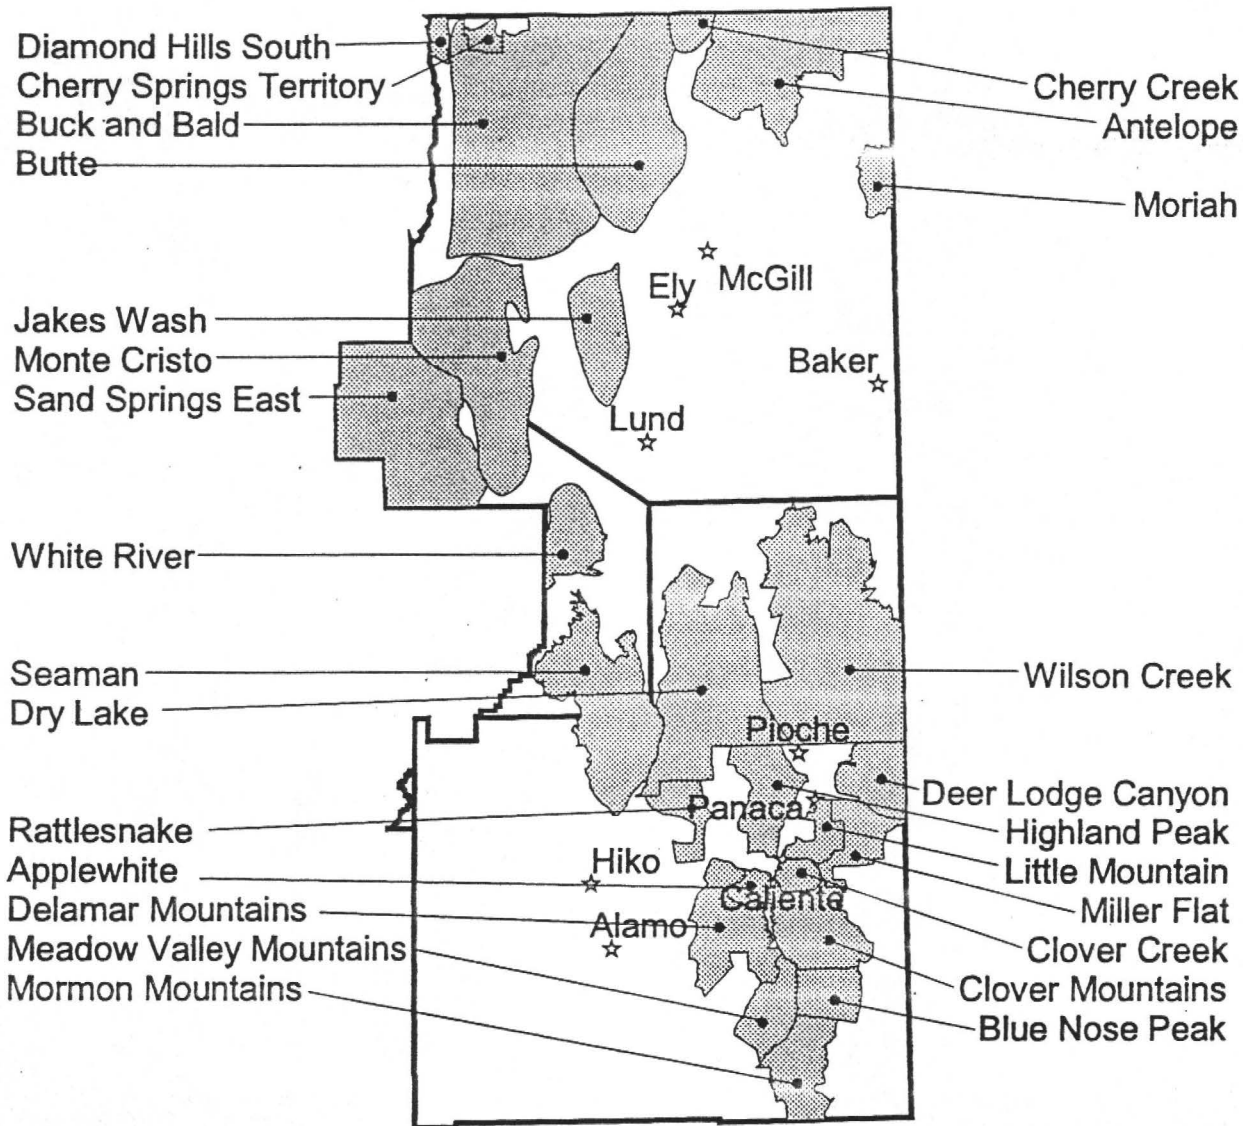 Diamond Hills South
Cherry Springs Territory
Buck and Bald
Butte
Cherry Creek
Antelope
Moriah
McGill
Ely
Jakes Wash
Monte Cristo
Sand Springs East
Baker
Lund
White River
Seaman
Dry Lake
Wilson Creek
Pioche
Panaca
Deer Lodge Canyon
Highland Peak
Little Mountain
Miller Flat
Clover Creek
Clover Mountains
Blue Nose Peak
Rattlesnake
Applewhite
Delamar Mountains
Meadow Valley Mountains
Mormon Mountains
Hiko
Caliente
Alamo